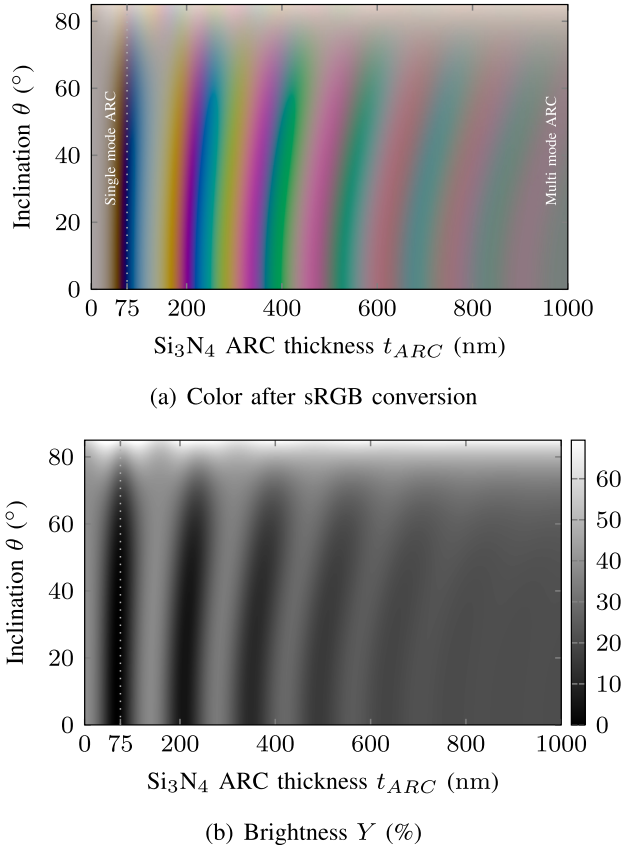 80
60
40
20
0
Inclination θ (°)
Single mode ARC
Multi mode ARC
0 75 200 400 600 800 1000
Si₃N₄ ARC thickness t_ARC (nm)
(a) Color after sRGB conversion
80
60
40
20
0
Inclination θ (°)
60
50
40
30
20
10
0
0 75 200 400 600 800 1000
Si₃N₄ ARC thickness t_ARC (nm)
(b) Brightness Y (%)